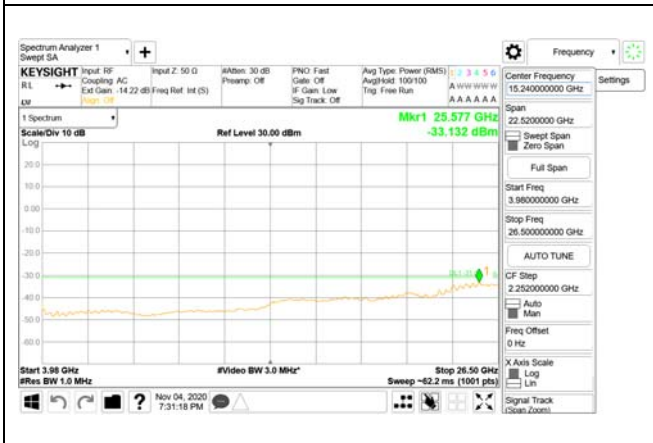 Spectrum Analyzer 1
Swept SA
+
Frequency
KEYSIGHT
Input: RF
Coupling: AC
Ext Gain: -14.22 dB
Align: Off
Input Z: 50 Ω
Freq Ref: Int (S)
#Atten: 30 dB
Preamp: Off
PNO: Fast
Gate: Off
IF Gain: Low
Sig Track: Off
Avg Type: Power (RMS)
Avg|Hold: 100/100
Trig: Free Run
1 2 3 4 5 6
A W W W W W
A A A A A A
RL
1 Spectrum
Scale/Div 10 dB
Ref Level 30.00 dBm
Mkr1 25.577 GHz
-33.132 dBm
Log
20.0
10.0
0.00
-10.0
-20.0
-30.0
-40.0
-50.0
-60.0
1
Start 3.98 GHz
#Res BW 1.0 MHz
#Video BW 3.0 MHz*
Stop 26.50 GHz
Sweep ~62.2 ms (1001 pts)
Nov 04, 2020
7:31:18 PM
Center Frequency
15.240000000 GHz
Settings
Span
22.5200000 GHz
Swept Span
Zero Span
Full Span
Start Freq
3.980000000 GHz
Stop Freq
26.500000000 GHz
AUTO TUNE
CF Step
2.252000000 GHz
Auto
Man
Freq Offset
0 Hz
X Axis Scale
Log
Lin
Signal Track
(Span Zoom)